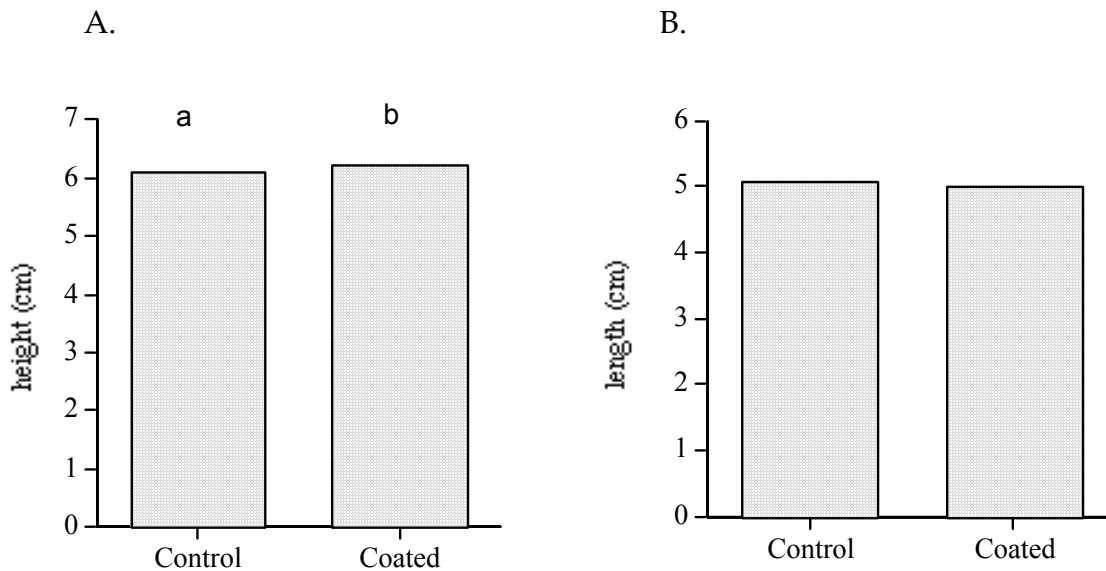 A.
B.
height (cm)
7
6
5
4
3
2
1
0
a
b
Control
Coated
length (cm)
6
5
4
3
2
1
0
Control
Coated